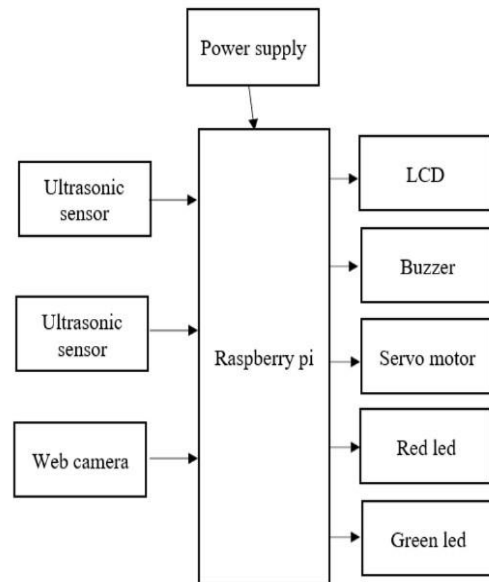 Power supply
Ultrasonic
sensor
Ultrasonic
sensor
Web camera
Raspberry pi
LCD
Buzzer
Servo motor
Red led
Green led